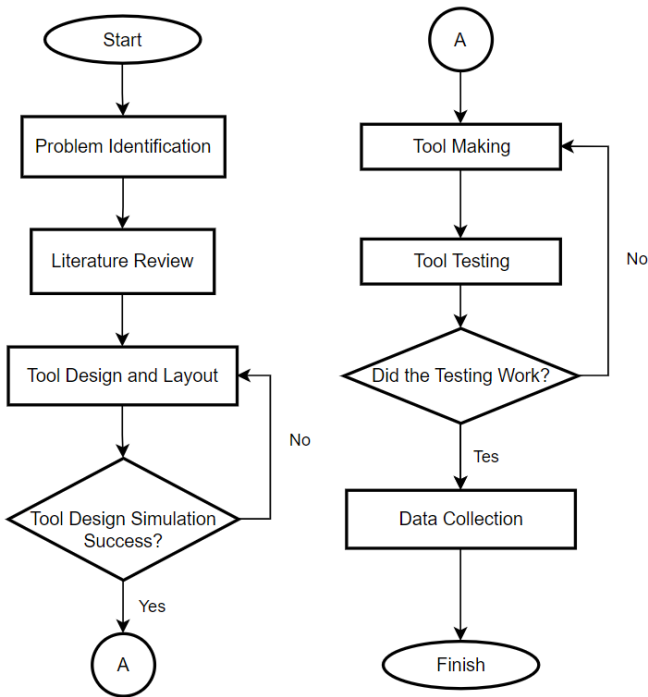 Start
Problem Identification
Literature Review
Tool Design and Layout
No
Tool Design Simulation
Success?
Yes
A
A
Tool Making
No
Tool Testing
Did the Testing Work?
Tes
Data Collection
Finish